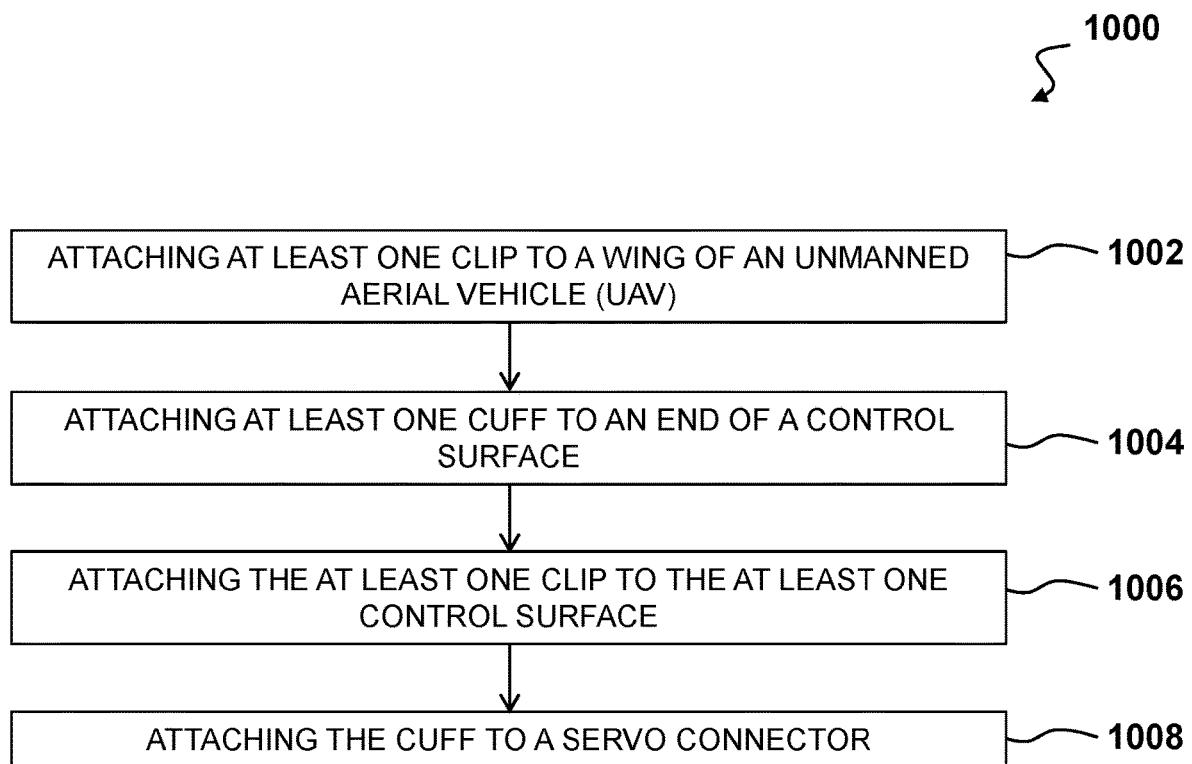 1000
ATTACHING AT LEAST ONE CLIP TO A WING OF AN UNMANNED
AERIAL VEHICLE (UAV)
1002
ATTACHING AT LEAST ONE CUFF TO AN END OF A CONTROL
SURFACE
1004
ATTACHING THE AT LEAST ONE CLIP TO THE AT LEAST ONE
CONTROL SURFACE
1006
ATTACHING THE CUFF TO A SERVO CONNECTOR
1008